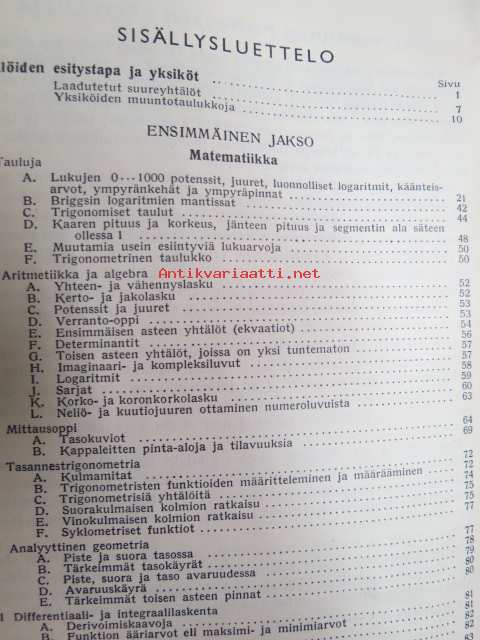 SISÄLLYSLUETTELO
Sivu
löiden esitystapa ja yksiköt 1
Laadutetut suureyhtälöt 7
Yksiköiden muuntotaulukkoja 10
ENSIMMÄINEN JAKSO
Matematiikka
Tauluja
A. Lukujen 0···1000 potenssit, juuret, luonnolliset logaritmit, käänteis-
arvot, ympyränkehät ja ympyräpinnat 21
B. Briggsin logaritmien mantissat 42
C. Trigonomiset taulut 44
D. Kaaren pituus ja korkeus, jänteen pituus ja segmentin ala säteen
ollessa 1 48
E. Muutamia usein esiintyviä lukuarvoja 50
F. Trigonometrinen taulukko 50
Antikvariaatti.net
Aritmetiikka ja algebra
A. Yhteen- ja vähennyslasku 52
B. Kerto- ja jakolasku 52
C. Potenssit ja juuret 53
D. Verranto-oppi 53
E. Ensimmäisen asteen yhtälöt (ekvaatiot) 54
F. Determinantit 56
G. Toisen asteen yhtälöt, joissa on yksi tuntematon 57
H. Imaginaari- ja kompleksiluvut 57
I. Logaritmit 58
J. Sarjat 59
K. Korko- ja koronkorkolasku 60
L. Neliö- ja kuutiojuuren ottaminen numeroluvuista 63
Mittausoppi
A. Tasokuviot 64
B. Kappaleitten pinta-aloja ja tilavuuksia 69
Tasannestrigonometria
A. Kulmamitat 72
B. Trigonometristen funktioiden määritteleminen ja määrääminen 72
C. Trigonometrisiä yhtälöitä 74
D. Suorakulmaisen kolmion ratkaisu 75
E. Vinokulmaisen kolmion ratkaisu 75
F. Syklometriset funktiot 77
Analyyttinen geometria
A. Piste ja suora tasossa 77
B. Tärkeimmät tasokäyrät 78
C. Piste, suora ja taso avaruudessa 79
D. Avaruuskäyrä 80
E. Tärkeimmät toisen asteen pinnat 80
1 Differentiaali- ja integraalilaskenta
A. Derivoimiskaavoja 81
B. Funktion ääriarvot eli maksimi- ja minimiarvot 82